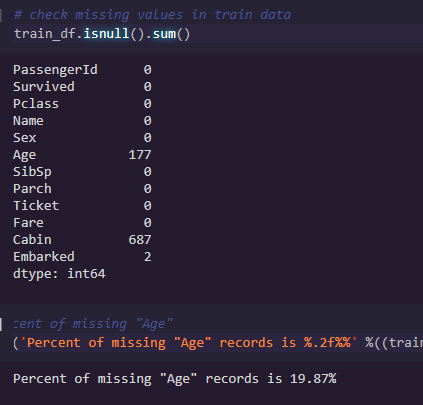 # check missing values in train data
train_df.isnull().sum()
PassengerId 0
Survived 0
Pclass 0
Name 0
Sex 0
Age 177
SibSp 0
Parch 0
Ticket 0
Fare 0
Cabin 687
Embarked 2
dtype: int64
cent of missing "Age"
('Percent of missing "Age" records is %.2f%%' %((train
Percent of missing "Age" records is 19.87%